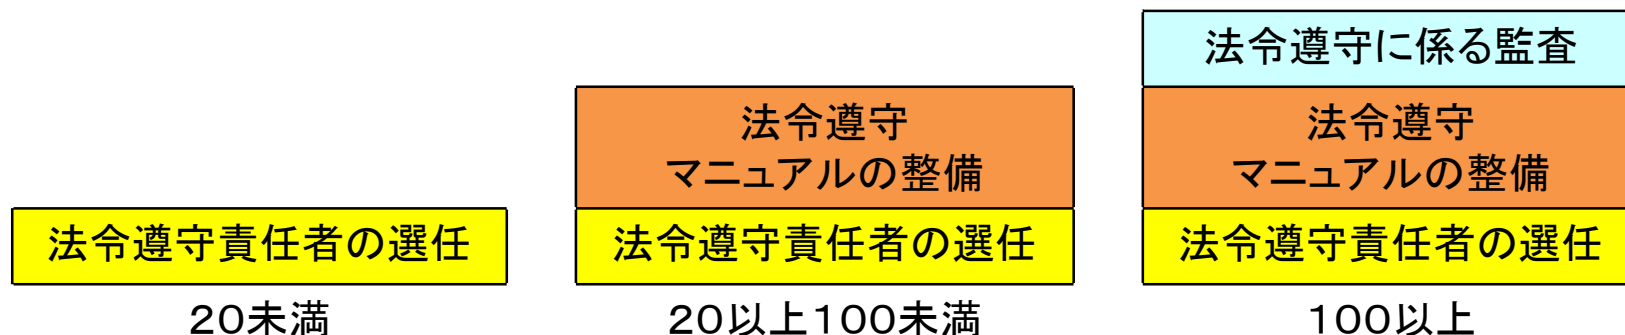 法令遵守に係る監査
法令遵守
マニュアルの整備
法令遵守
マニュアルの整備
法令遵守責任者の選任
法令遵守責任者の選任
法令遵守責任者の選任
20未満
20以上100未満
100以上